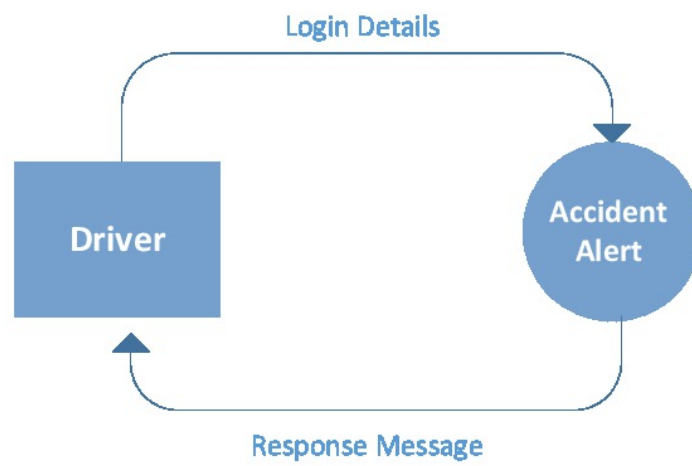 Login Details
Driver
Accident
Alert
Response Message